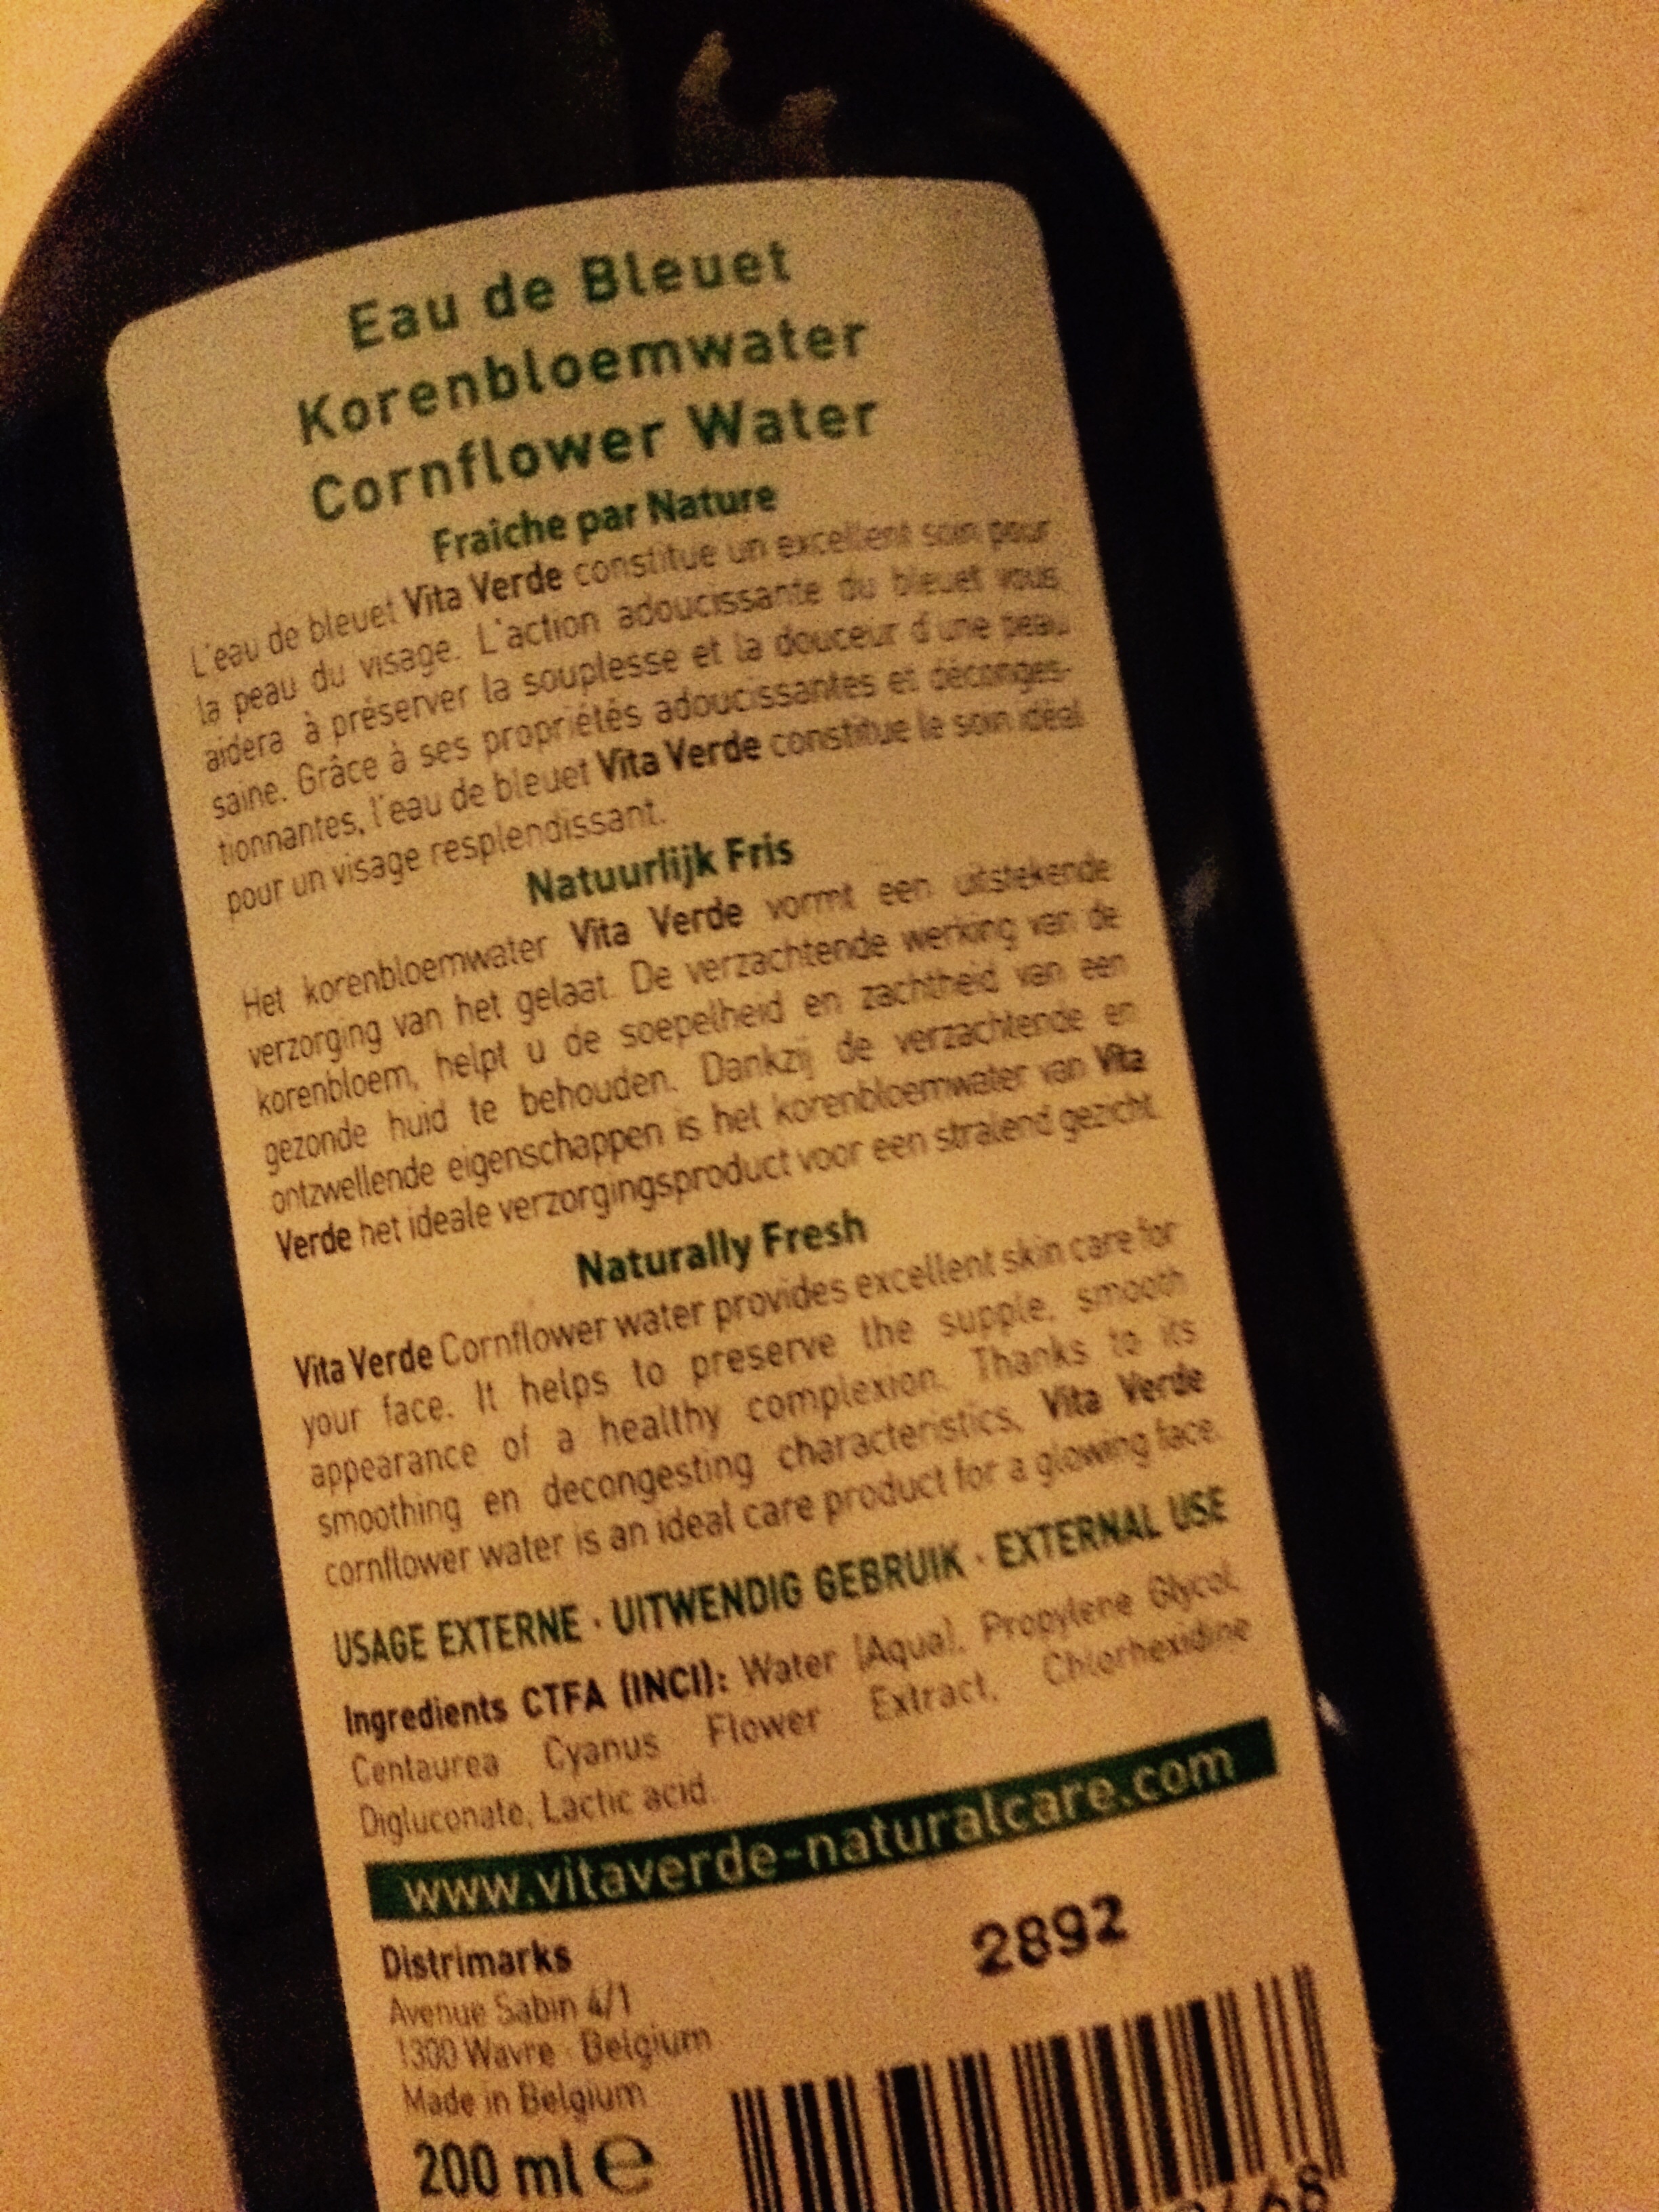 Eau de Bleuet
Korenbloemwater
Cornflower Water
Fraîche par Nature
L'eau de bleuet Vita Verde constitue un excellent soin pour
la peau du visage. L'action adoucissante du bleuet vous
aidera à préserver la souplesse et la douceur d'une peau
saine. Grâce à ses propriétés adoucissantes et déconges-
tionnantes, l'eau de bleuet Vita Verde constitue le soin idéal
pour un visage resplendissant.
Natuurlijk Fris
Het korenbloemwater Vita Verde vormt een uitstekende
verzorging van het gelaat. De verzachtende werking van de
korenbloem, helpt u de soepelheid en zachtheid van een
gezonde huid te behouden. Dankzij de verzachtende en
ontzwellende eigenschappen is het korenbloemwater van Vita
Verde het ideale verzorgingsproduct voor een stralend gezicht.
Naturally Fresh
Vita Verde Cornflower water provides excellent skin care for
your face. It helps to preserve the supple, smooth
appearance of a healthy complexion. Thanks to its
smoothing en decongesting characteristics, Vita Verde
cornflower water is an ideal care product for a glowing face.
USAGE EXTERNE · UITWENDIG GEBRUIK · EXTERNAL USE
Ingredients CTFA (INCI): Water (Aqua), Propylene Glycol,
Centaurea Cyanus Flower Extract, Chlorhexidine
Digluconate, Lactic acid.
www.vitaverde-naturalcare.com
2892
Distrimarks
Avenue Sabin 4/1
1300 Wavre - Belgium
Made in Belgium
200 ml e